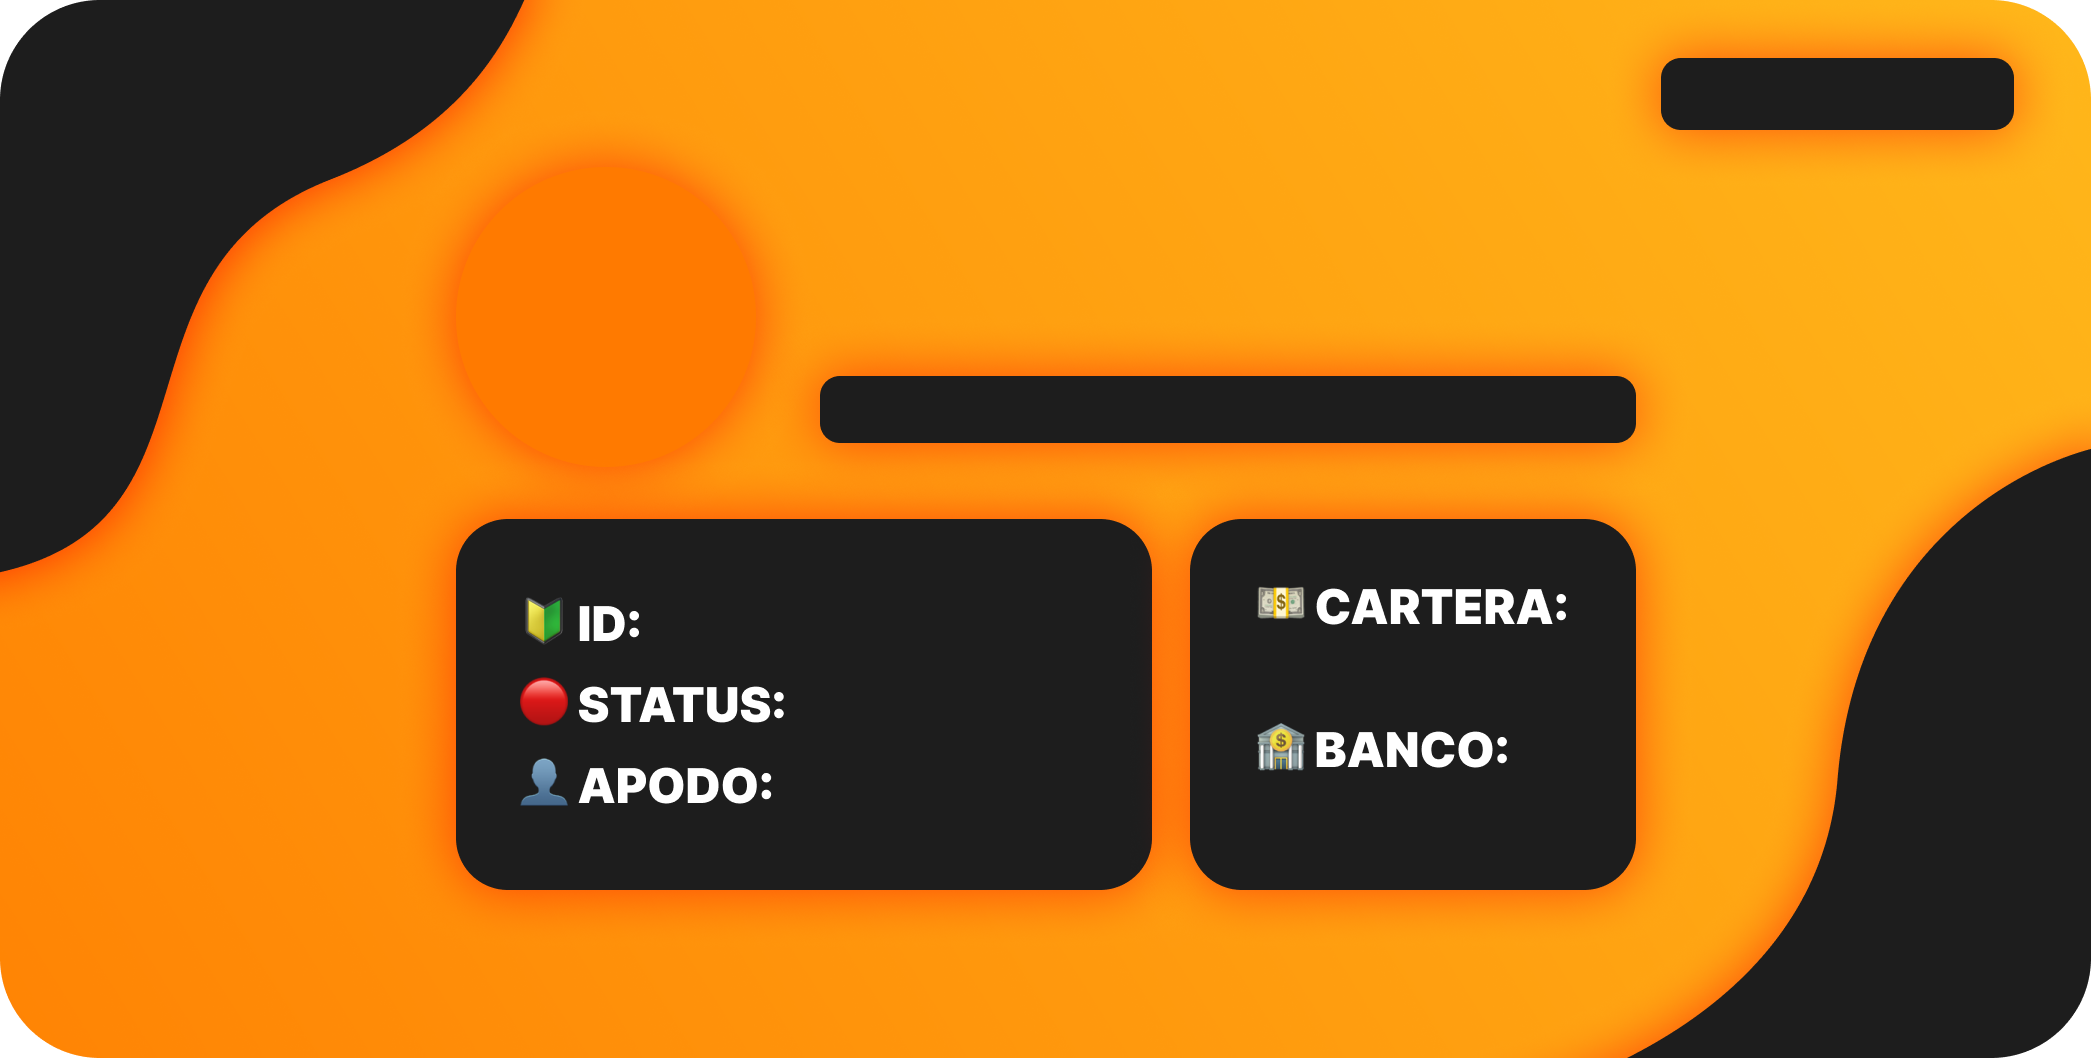 🔰 ID:
🔴 STATUS:
👤 APODO:
💵 CARTERA:
🏦 BANCO: